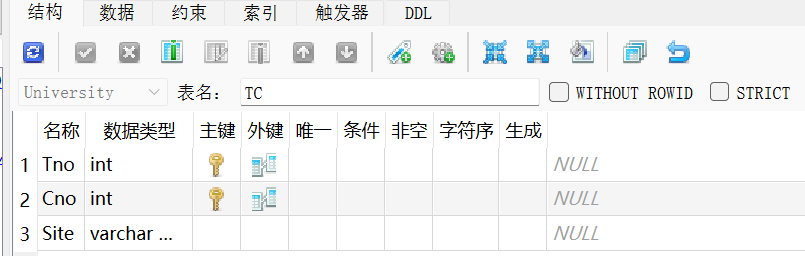 结构 数据 约束 索引 触发器 DDL
University 表名： TC WITHOUT ROWID STRICT
名称 数据类型 主键 外键 唯一 条件 非空 字符序 生成
1 Tno int NULL
2 Cno int NULL
3 Site varchar ... NULL